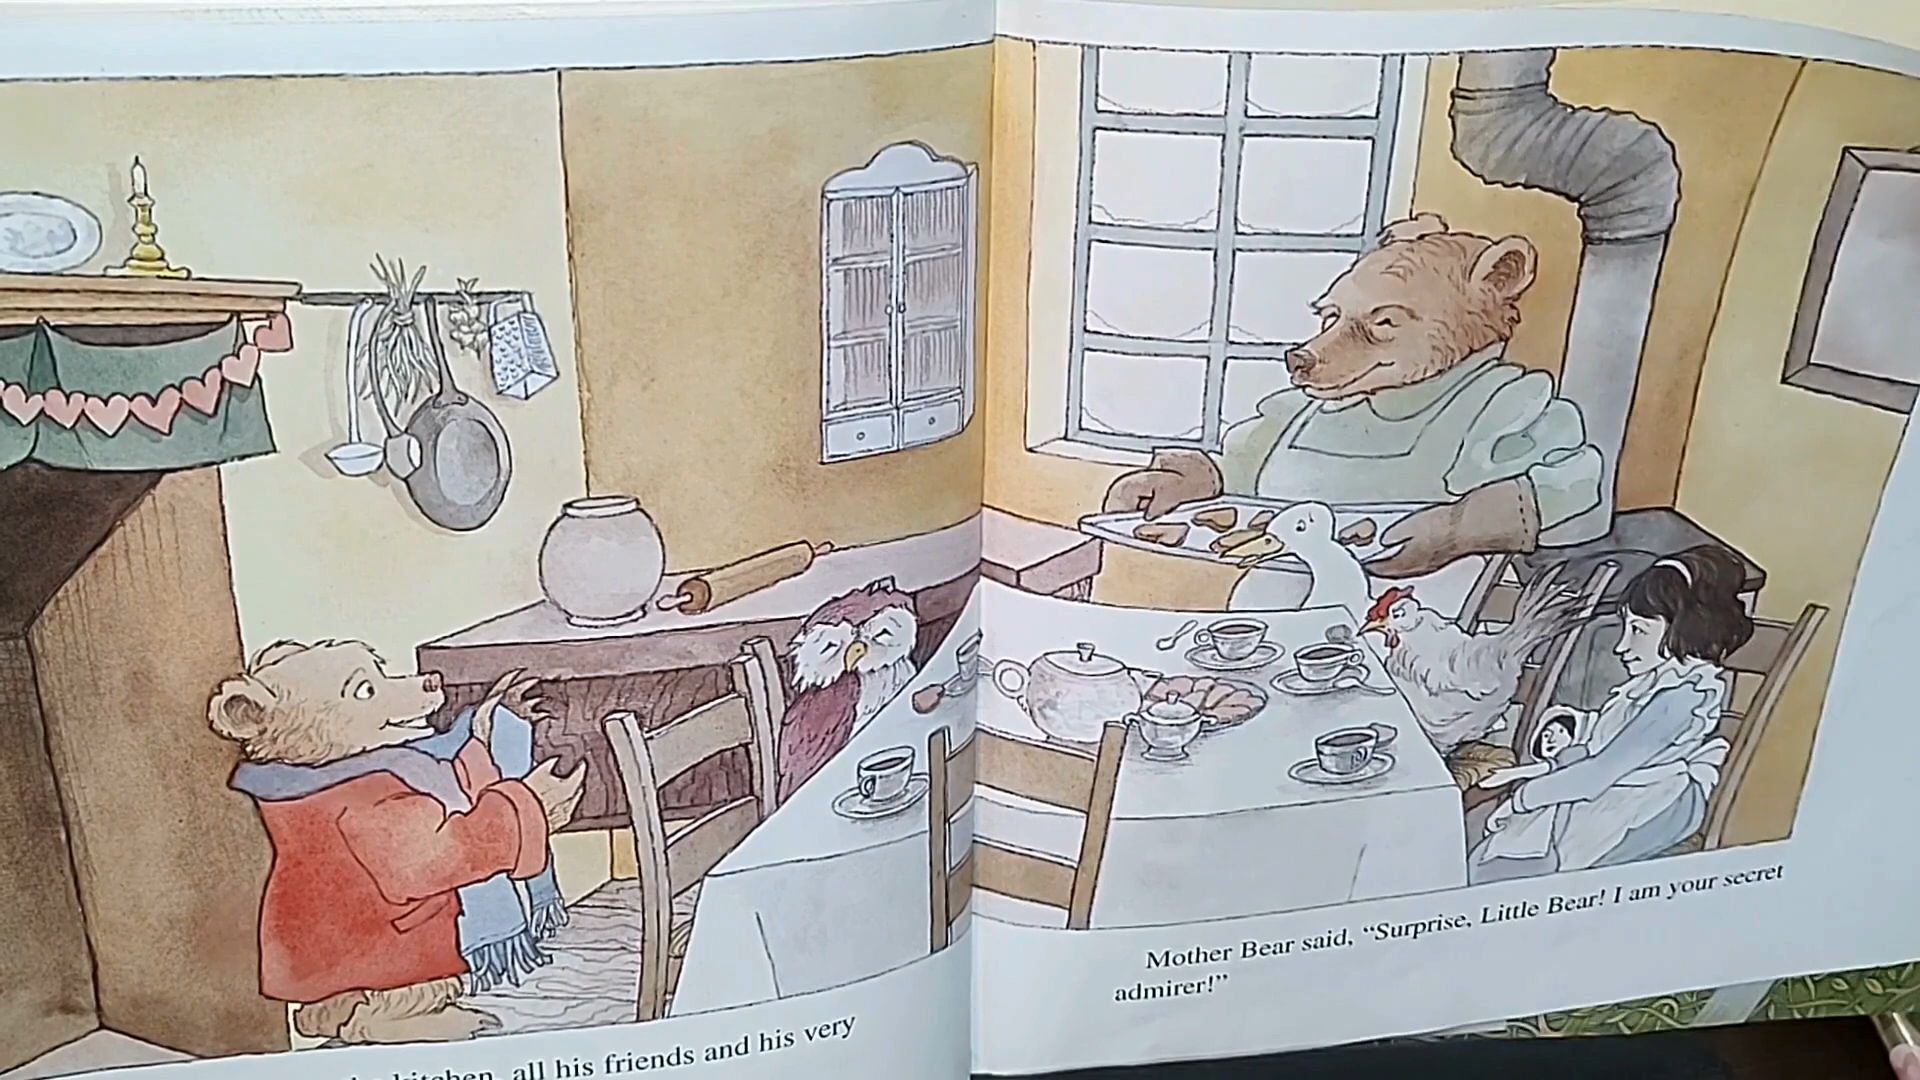 kitchen, all his friends and his very
Mother Bear said, “Surprise, Little Bear! I am your secret
admirer!”